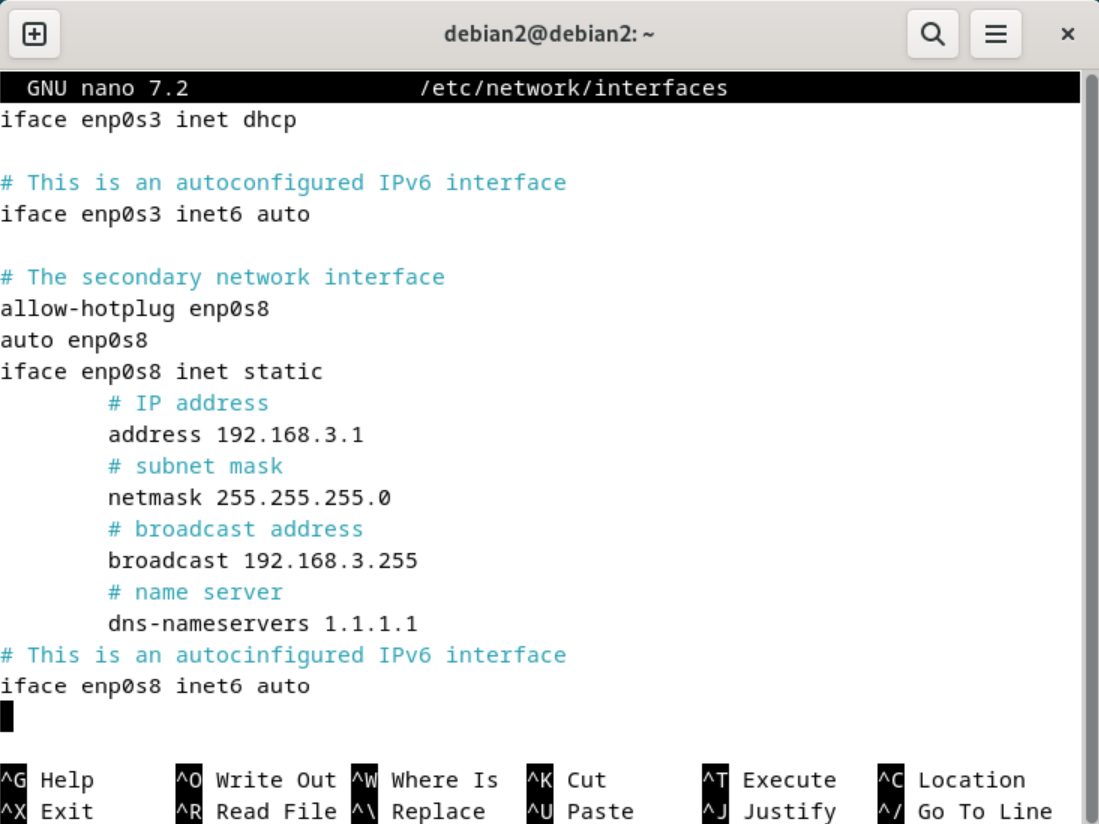 debian2@debian2: ~
GNU nano 7.2 /etc/network/interfaces
iface enp0s3 inet dhcp
# This is an autoconfigured IPv6 interface
iface enp0s3 inet6 auto
# The secondary network interface
allow-hotplug enp0s8
auto enp0s8
iface enp0s8 inet static
# IP address
address 192.168.3.1
# subnet mask
netmask 255.255.255.0
# broadcast address
broadcast 192.168.3.255
# name server
dns-nameservers 1.1.1.1
# This is an autocinfigured IPv6 interface
iface enp0s8 inet6 auto
^G Help ^O Write Out ^W Where Is ^K Cut ^T Execute ^C Location
^X Exit ^R Read File ^\ Replace ^U Paste ^J Justify ^/ Go To Line